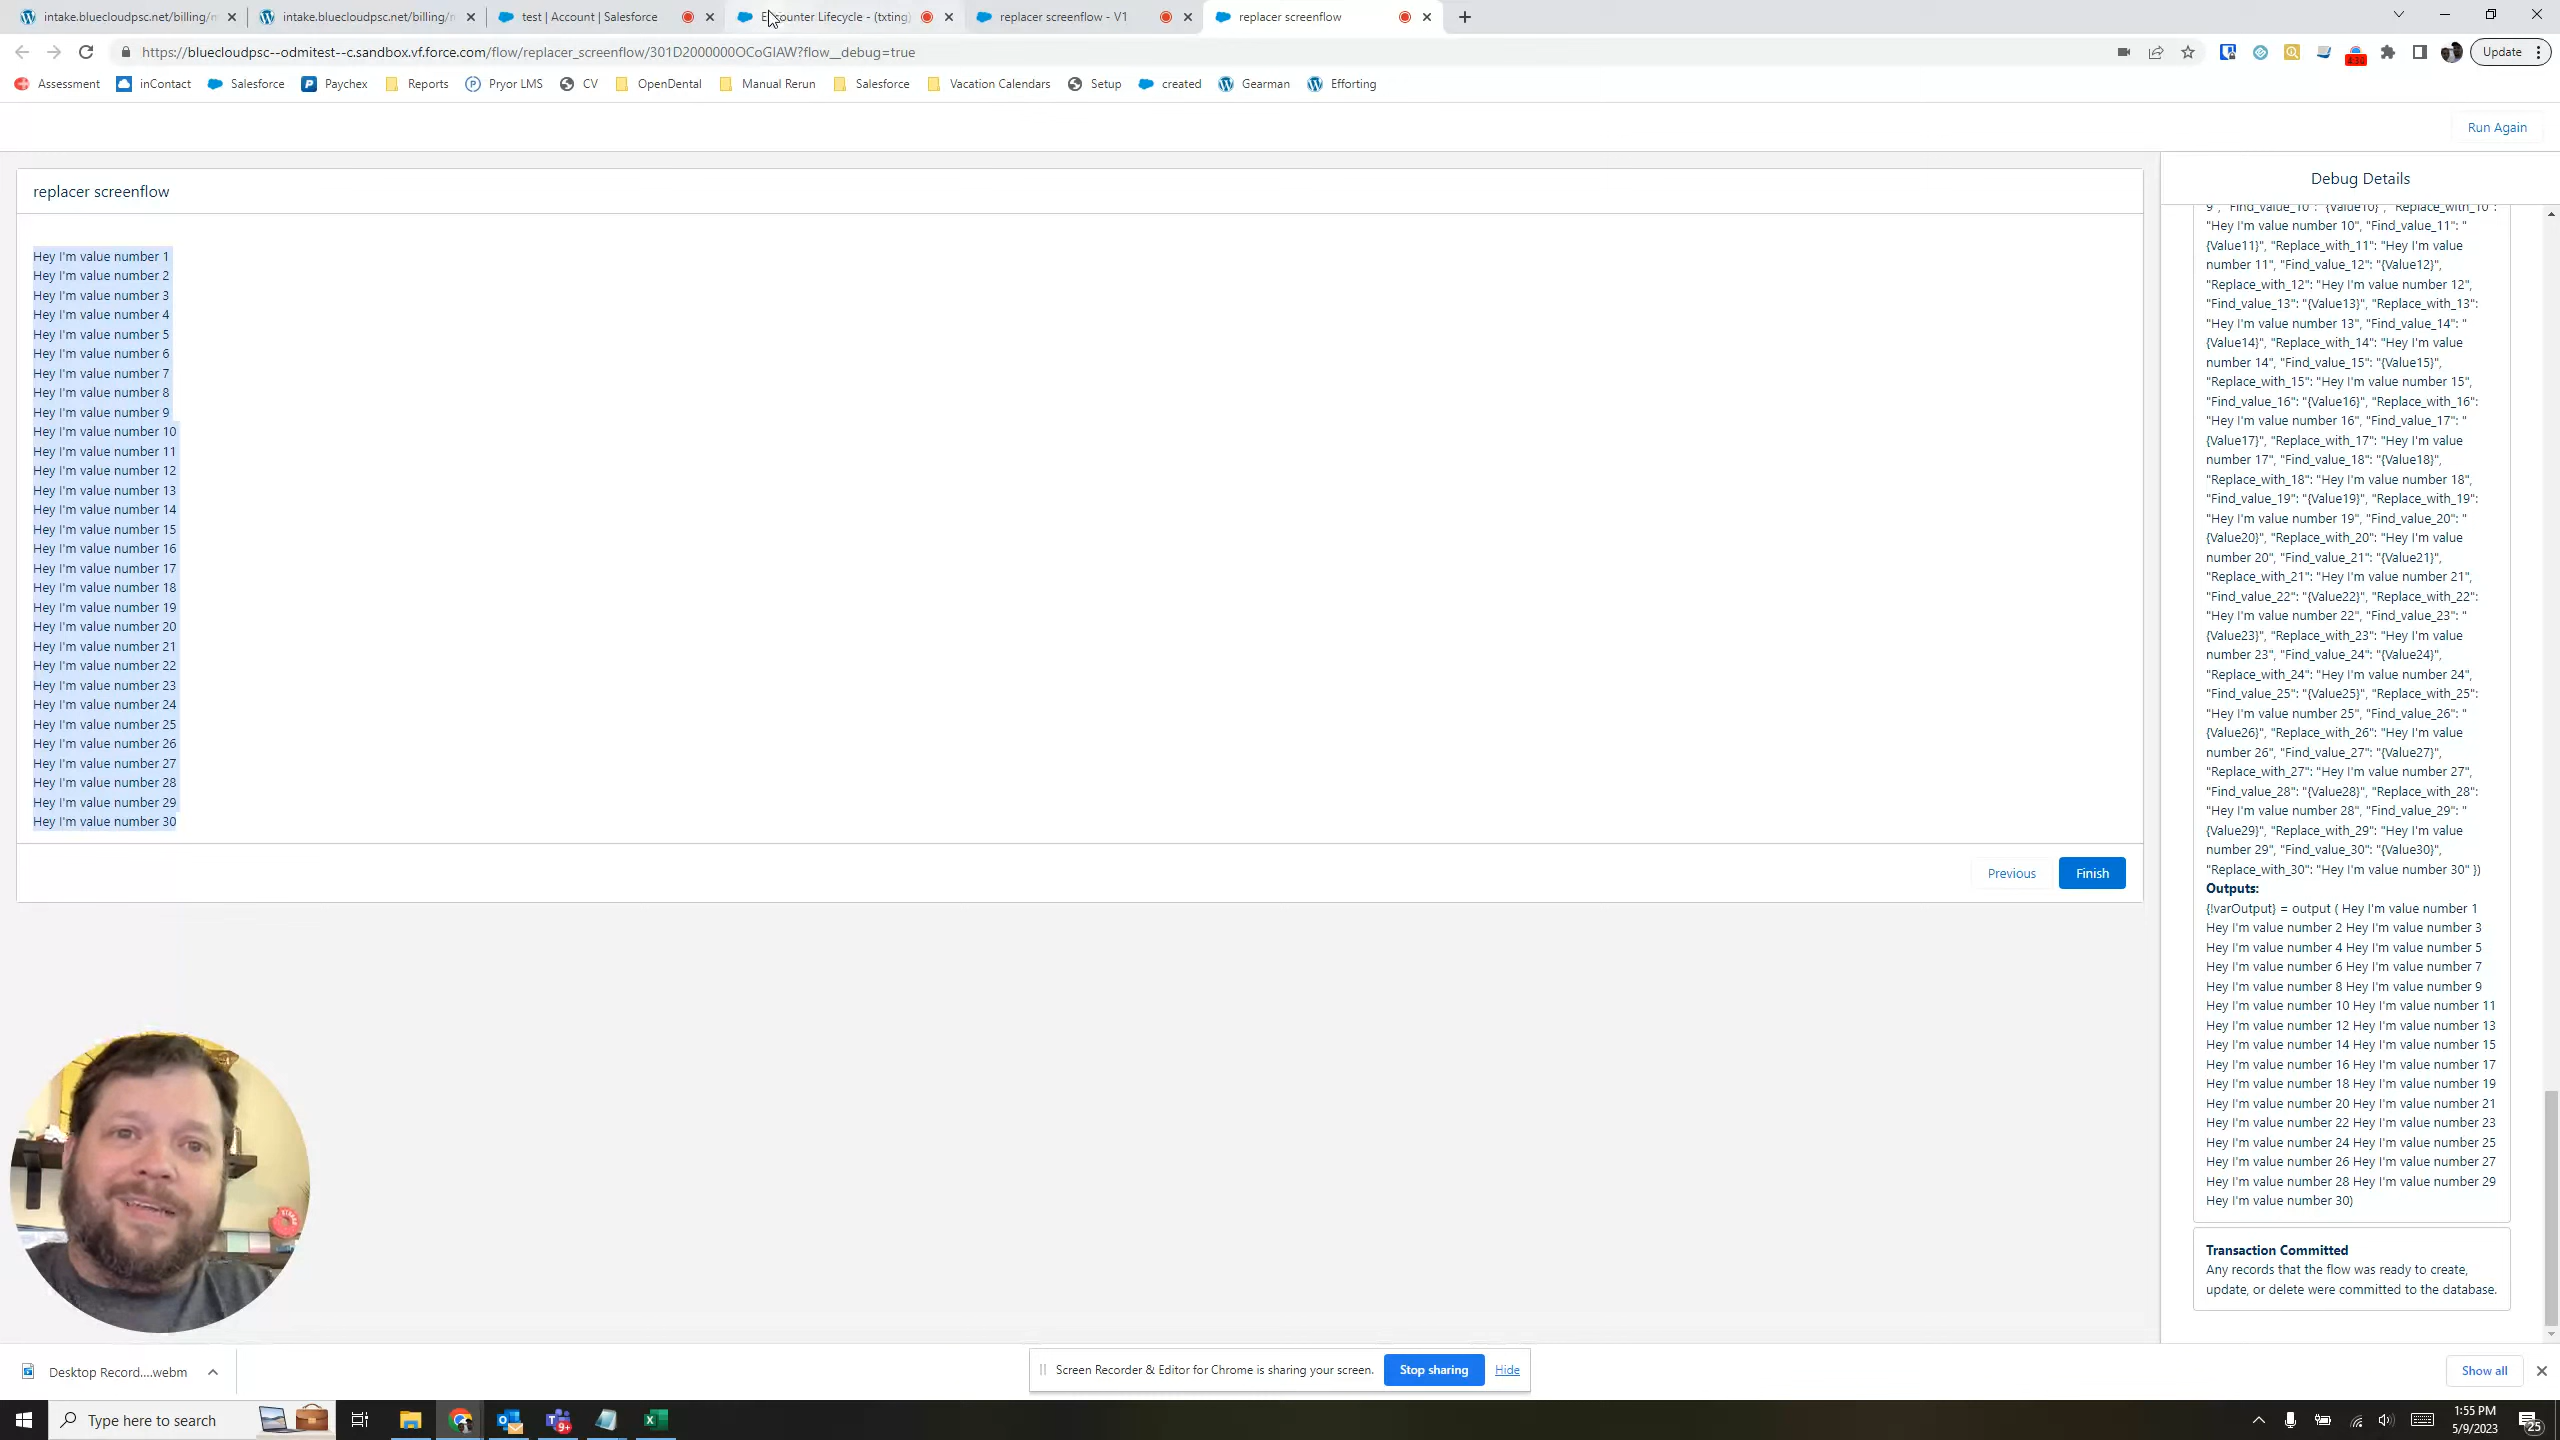 intake.bluecloudpsc.net/billing/
intake.bluecloudpsc.net/billing/
test | Account | Salesforce
Encounter Lifecycle - (txting)
replacer screenflow - V1
replacer screenflow
https://bluecloudpsc--odmitest--c.sandbox.vf.force.com/flow/replacer_screenflow/301D2000000OCoGIAW?flow__debug=true
4:30
Update
Assessment
inContact
Salesforce
Paychex
Reports
Pryor LMS
CV
OpenDental
Manual Rerun
Salesforce
Vacation Calendars
Setup
created
Gearman
Efforting
Run Again
replacer screenflow
Hey I'm value number 1
Hey I'm value number 2
Hey I'm value number 3
Hey I'm value number 4
Hey I'm value number 5
Hey I'm value number 6
Hey I'm value number 7
Hey I'm value number 8
Hey I'm value number 9
Hey I'm value number 10
Hey I'm value number 11
Hey I'm value number 12
Hey I'm value number 13
Hey I'm value number 14
Hey I'm value number 15
Hey I'm value number 16
Hey I'm value number 17
Hey I'm value number 18
Hey I'm value number 19
Hey I'm value number 20
Hey I'm value number 21
Hey I'm value number 22
Hey I'm value number 23
Hey I'm value number 24
Hey I'm value number 25
Hey I'm value number 26
Hey I'm value number 27
Hey I'm value number 28
Hey I'm value number 29
Hey I'm value number 30
Previous
Finish
Debug Details
9", "Find_value_10": "{Value10}", "Replace_with_10":
"Hey I'm value number 10", "Find_value_11": "
{Value11}", "Replace_with_11": "Hey I'm value
number 11", "Find_value_12": "{Value12}",
"Replace_with_12": "Hey I'm value number 12",
"Find_value_13": "{Value13}", "Replace_with_13":
"Hey I'm value number 13", "Find_value_14": "
{Value14}", "Replace_with_14": "Hey I'm value
number 14", "Find_value_15": "{Value15}",
"Replace_with_15": "Hey I'm value number 15",
"Find_value_16": "{Value16}", "Replace_with_16":
"Hey I'm value number 16", "Find_value_17": "
{Value17}", "Replace_with_17": "Hey I'm value
number 17", "Find_value_18": "{Value18}",
"Replace_with_18": "Hey I'm value number 18",
"Find_value_19": "{Value19}", "Replace_with_19":
"Hey I'm value number 19", "Find_value_20": "
{Value20}", "Replace_with_20": "Hey I'm value
number 20", "Find_value_21": "{Value21}",
"Replace_with_21": "Hey I'm value number 21",
"Find_value_22": "{Value22}", "Replace_with_22":
"Hey I'm value number 22", "Find_value_23": "
{Value23}", "Replace_with_23": "Hey I'm value
number 23", "Find_value_24": "{Value24}",
"Replace_with_24": "Hey I'm value number 24",
"Find_value_25": "{Value25}", "Replace_with_25":
"Hey I'm value number 25", "Find_value_26": "
{Value26}", "Replace_with_26": "Hey I'm value
number 26", "Find_value_27": "{Value27}",
"Replace_with_27": "Hey I'm value number 27",
"Find_value_28": "{Value28}", "Replace_with_28":
"Hey I'm value number 28", "Find_value_29": "
{Value29}", "Replace_with_29": "Hey I'm value
number 29", "Find_value_30": "{Value30}",
"Replace_with_30": "Hey I'm value number 30" })
Outputs:
{!varOutput} = output ( Hey I'm value number 1
Hey I'm value number 2 Hey I'm value number 3
Hey I'm value number 4 Hey I'm value number 5
Hey I'm value number 6 Hey I'm value number 7
Hey I'm value number 8 Hey I'm value number 9
Hey I'm value number 10 Hey I'm value number 11
Hey I'm value number 12 Hey I'm value number 13
Hey I'm value number 14 Hey I'm value number 15
Hey I'm value number 16 Hey I'm value number 17
Hey I'm value number 18 Hey I'm value number 19
Hey I'm value number 20 Hey I'm value number 21
Hey I'm value number 22 Hey I'm value number 23
Hey I'm value number 24 Hey I'm value number 25
Hey I'm value number 26 Hey I'm value number 27
Hey I'm value number 28 Hey I'm value number 29
Hey I'm value number 30)
Transaction Committed
Any records that the flow was ready to create,
update, or delete were committed to the database.
Desktop Record....webm
Screen Recorder & Editor for Chrome is sharing your screen.
Stop sharing
Hide
Show all
Type here to search
9+
1:55 PM
5/9/2023
25